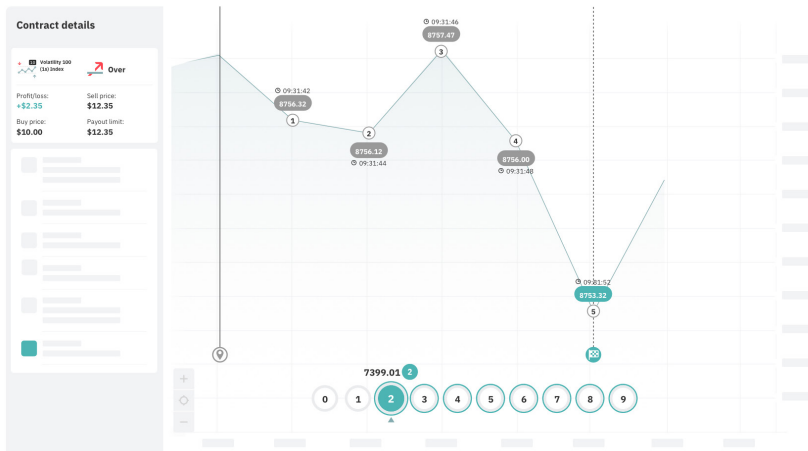 Contract details
10
Volatility 100
(1s) Index
Over
Profit/loss:
Sell price:
+$2.35
$12.35
Buy price:
Payout limit:
$10.00
$12.35
09:31:42
8756.32
1
2
8756.12
09:31:44
09:31:46
8757.47
3
4
8756.00
09:31:48
09:31:52
8753.32
5
7399.01 2
0 1 2 3 4 5 6 7 8 9